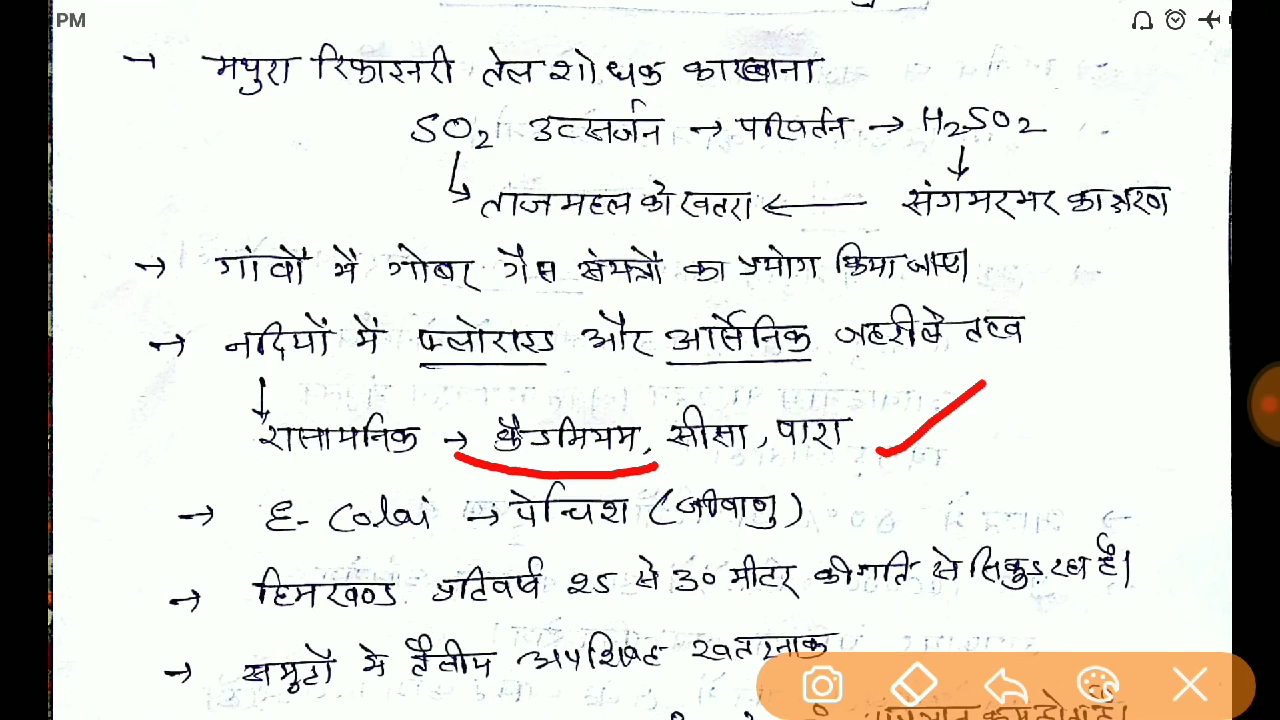 PM
→ मथुरा रिफाइनरी तेल शोधक कारखाना
SO2 उत्सर्जन → परिवर्तन → H2SO2
ताजमहल को खतरा ← संगमरमर का क्षरण
→ गांवों में गोबर गैस संयत्रों का प्रयोग किया जाए।
→ नदियों में फ्लोराइड और आर्सेनिक जहरीले तत्व
रासायनिक → कैडमियम, सीसा, पारा
→ E-Colai → पेचिश (जीवाणु)
→ हिमखण्ड प्रतिवर्ष 25 से 30 मीटर की गति से सिकुड़ रहा है।
→ समुद्रों में तैलीय अपशिष्ट खतरनाक